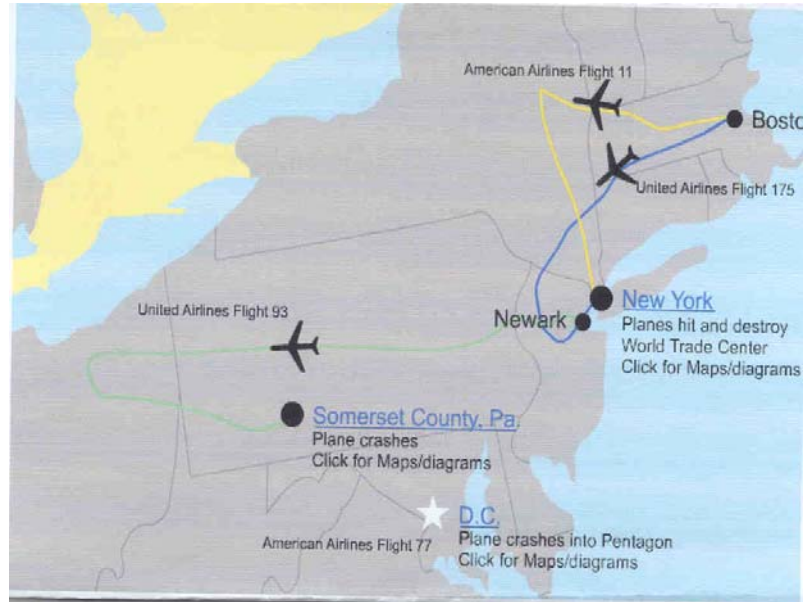 American Airlines Flight 11
Bosto
United Airlines Flight 175
United Airlines Flight 93
Newark
New York
Planes hit and destroy
World Trade Center
Click for Maps/diagrams
Somerset County, Pa.
Plane crashes
Click for Maps/diagrams
D.C.
Plane crashes into Pentagon
Click for Maps/diagrams
American Airlines Flight 77